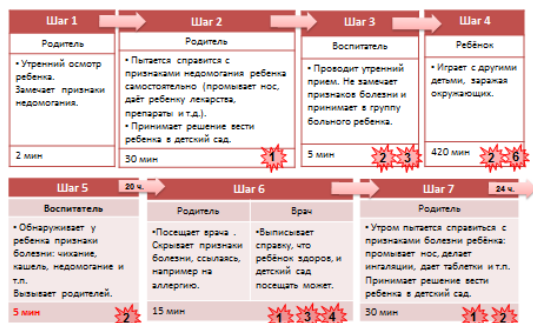 Шаг 1
Родитель
• Утренний осмотр
ребенка.
Замечает признаки
недомогания.
2 мин
Шаг 2
Родитель
• Пытается справится с
признаками недомогания ребенка
самостоятельно (промывает нос,
даёт ребенку лекарства,
препараты и т.д.).
• Принимает решение вести
ребенка в детский сад.
30 мин
1
Шаг 3
Воспитатель
• Проводит утренний
прием. Не замечает
признаков болезни и
принимает в группу
больного ребенка.
5 мин
2 3
Шаг 4
Ребёнок
• Играет с другими
детьми, заражая
окружающих.
420 мин
2 6
Шаг 5
Воспитатель
• Обнаруживает у
ребенка признаки
болезни: чихание,
кашель, недомогание и
т.п.
Вызывает родителей.
5 мин
2
20 ч.
Шаг 6
Родитель
• Посещает врача .
Скрывает признаки
болезни, ссылаясь,
например на
аллергию.
Врач
• Выписывает
справку, что
ребёнок здоров, и
детский сад
посещать может.
15 мин
1 3 4
Шаг 7
24 ч.
Родитель
• Утром пытается справиться с
признаками болезни ребёнка:
промывает нос, делает
ингаляции, дает таблетки и т.п.
Принимает решение вести
ребенка в детский сад.
30 мин
1 2